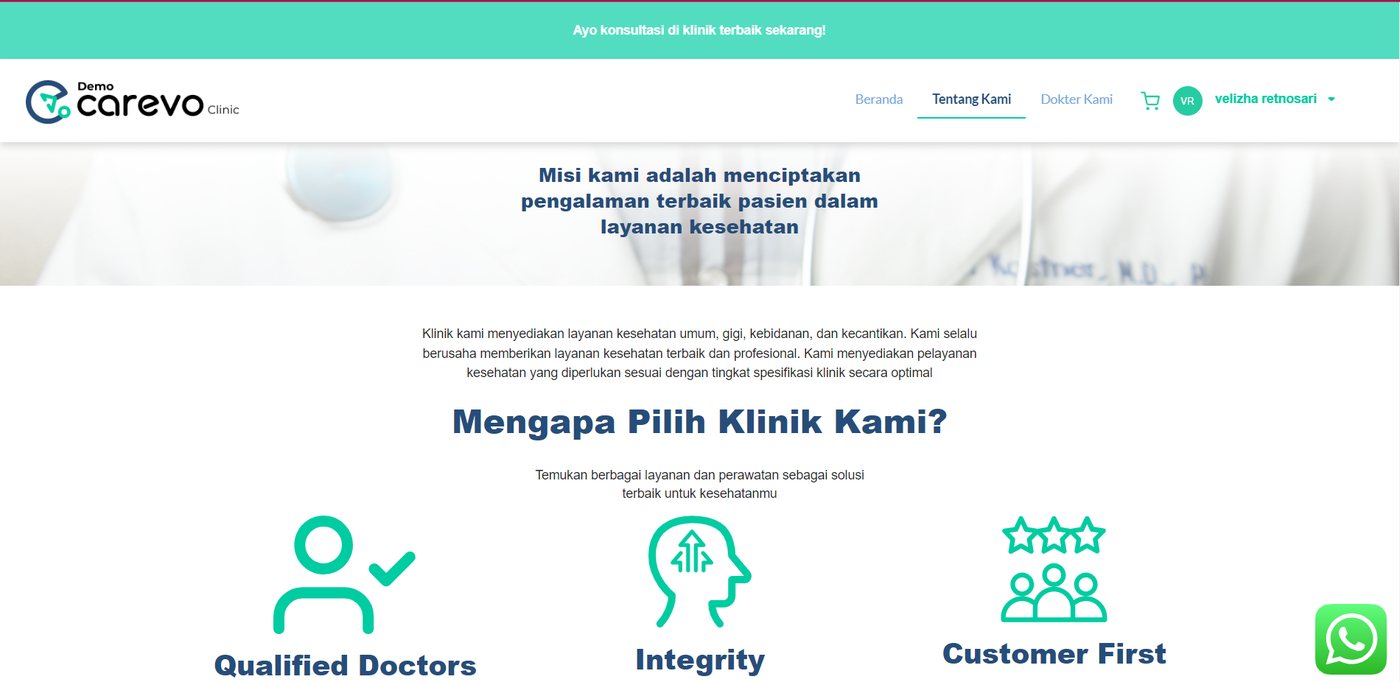 Ayo konsultasi di klinik terbaik sekarang!
Demo
carevo Clinic
Beranda
Tentang Kami
Dokter Kami
VR
velizha retnosari
Misi kami adalah menciptakan
pengalaman terbaik pasien dalam
layanan kesehatan
M.D.
Klinik kami menyediakan layanan kesehatan umum, gigi, kebidanan, dan kecantikan. Kami selalu
berusaha memberikan layanan kesehatan terbaik dan profesional. Kami menyediakan pelayanan
kesehatan yang diperlukan sesuai dengan tingkat spesifikasi klinik secara optimal
Mengapa Pilih Klinik Kami?
Temukan berbagai layanan dan perawatan sebagai solusi
terbaik untuk kesehatanmu
Qualified Doctors
Integrity
Customer First